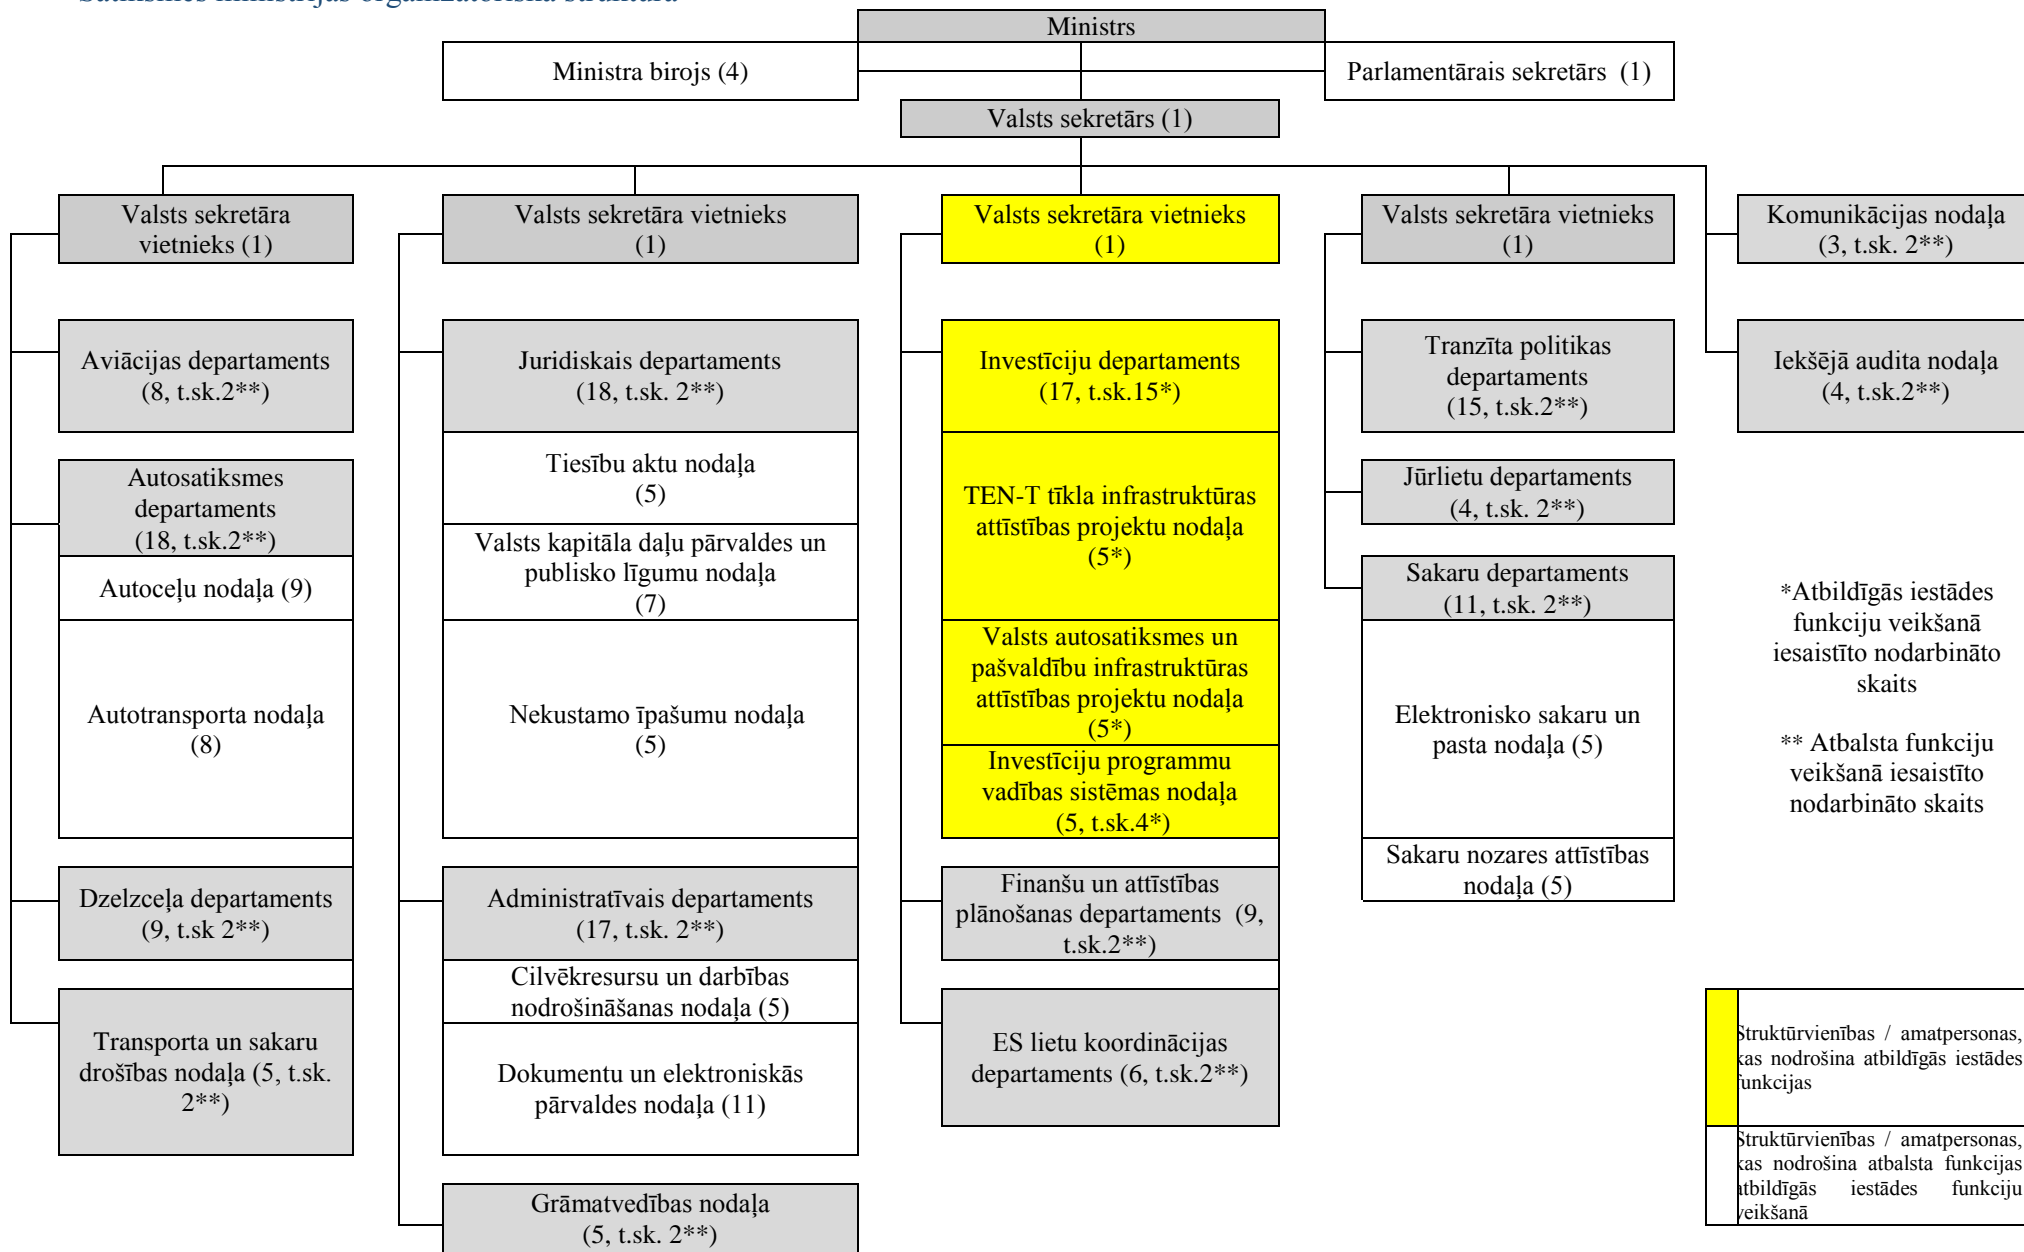 Satiksmes ministrijas organizatoriskā struktūra
Ministrs
Ministra birojs (4)
Parlamentārais sekretārs (1)
Valsts sekretārs (1)
Valsts sekretāra
vietnieks (1)
Valsts sekretāra vietnieks
(1)
Valsts sekretāra vietnieks
(1)
Valsts sekretāra vietnieks
(1)
Komunikācijas nodaļa
(3, t.sk. 2**)
Aviācijas departaments
(8, t.sk.2**)
Juridiskais departaments
(18, t.sk. 2**)
Investīciju departaments
(17, t.sk.15*)
Tranzīta politikas
departaments
(15, t.sk.2**)
Iekšējā audita nodaļa
(4, t.sk.2**)
Autosatiksmes
departaments
(18, t.sk.2**)
Autoceļu nodaļa (9)
Autotransporta nodaļa
(8)
Tiesību aktu nodaļa
(5)
Valsts kapitāla daļu pārvaldes un
publisko līgumu nodaļa
(7)
Nekustamo īpašumu nodaļa
(5)
TEN-T tīkla infrastruktūras
attīstības projektu nodaļa
(5*)
Valsts autosatiksmes un
pašvaldību infrastruktūras
attīstības projektu nodaļa
(5*)
Investīciju programmu
vadības sistēmas nodaļa
(5, t.sk.4*)
Jūrlietu departaments
(4, t.sk. 2**)
Sakaru departaments
(11, t.sk. 2**)
Elektronisko sakaru un
pasta nodaļa (5)
Sakaru nozares attīstības
nodaļa (5)
*Atbildīgās iestādes
funkciju veikšanā
iesaistīto nodarbināto
skaits
** Atbalsta funkciju
veikšanā iesaistīto
nodarbināto skaits
Dzelzceļa departaments
(9, t.sk 2**)
Administratīvais departaments
(17, t.sk. 2**)
Finanšu un attīstības
plānošanas departaments (9,
t.sk.2**)
Transporta un sakaru
drošības nodaļa (5, t.sk.
2**)
Cilvēkresursu un darbības
nodrošināšanas nodaļa (5)
Dokumentu un elektroniskās
pārvaldes nodaļa (11)
ES lietu koordinācijas
departaments (6, t.sk.2**)
Grāmatvedības nodaļa
(5, t.sk. 2**)
Struktūrvienības / amatpersonas,
kas nodrošina atbildīgās iestādes
funkcijas
Struktūrvienības / amatpersonas,
kas nodrošina atbalsta funkcijas
atbildīgās iestādes funkciju
veikšanā